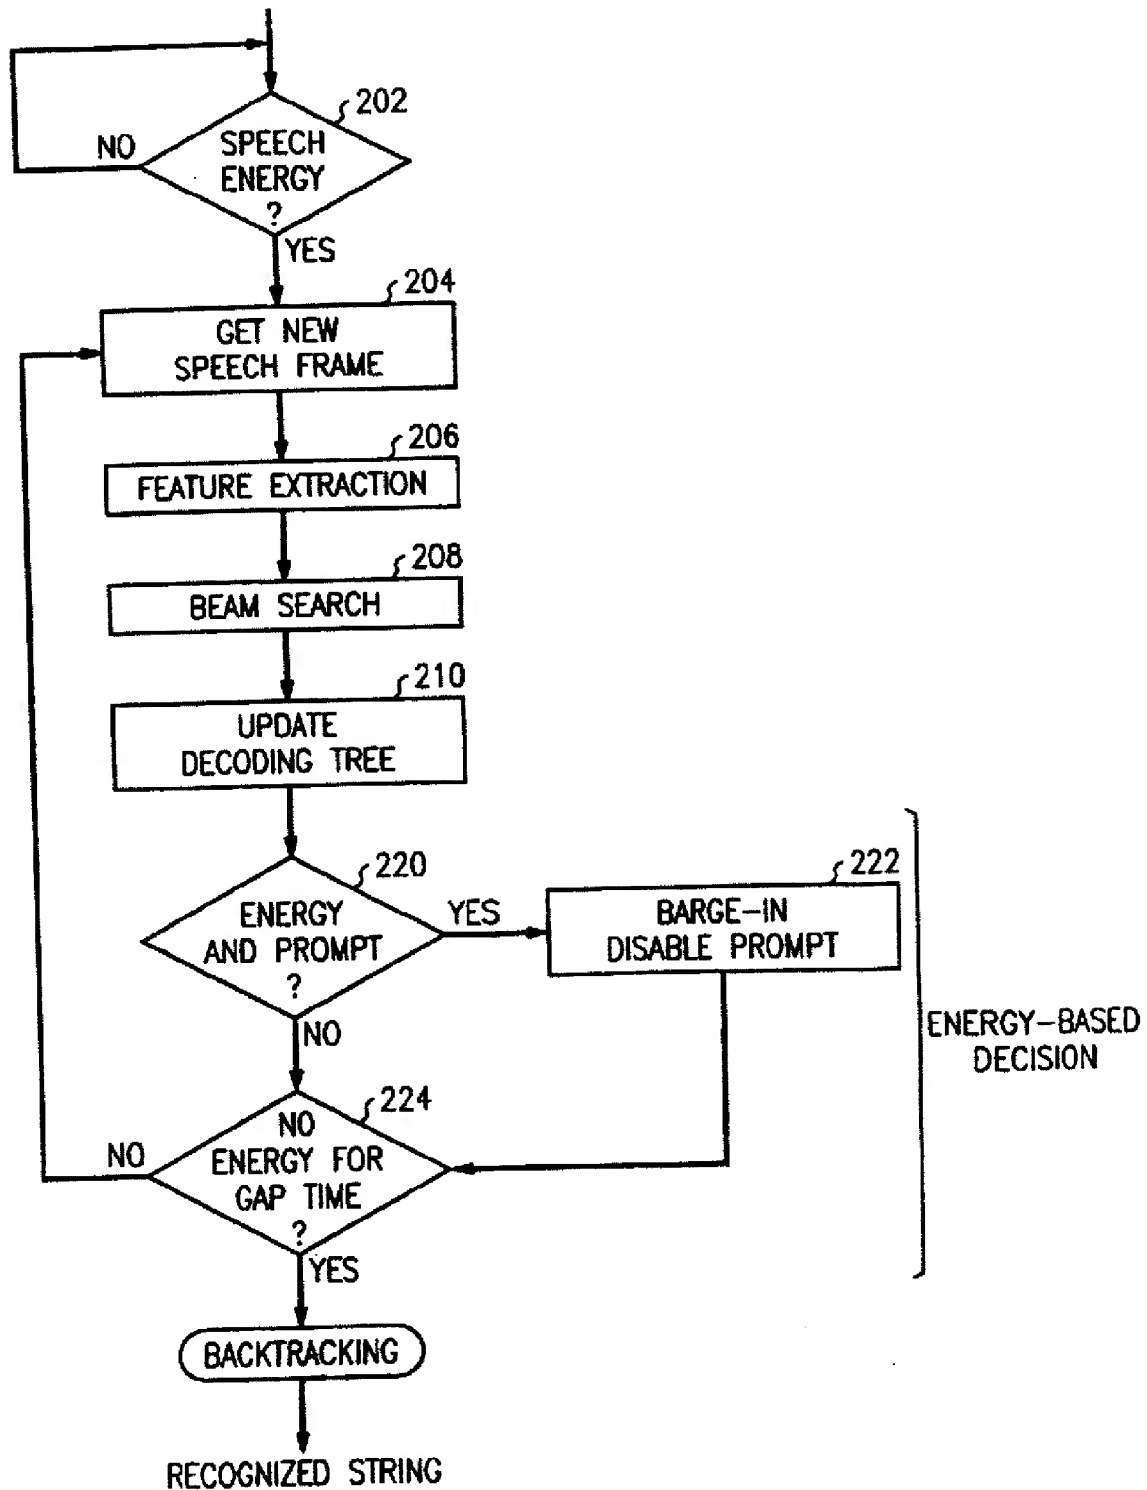 202
NO
SPEECH
ENERGY
?
YES
204
GET NEW
SPEECH FRAME
206
FEATURE EXTRACTION
208
BEAM SEARCH
210
UPDATE
DECODING TREE
220
ENERGY
AND PROMPT
?
YES
222
BARGE-IN
DISABLE PROMPT
ENERGY-BASED
DECISION
NO
224
NO
ENERGY FOR
GAP TIME
?
NO
YES
BACKTRACKING
RECOGNIZED STRING